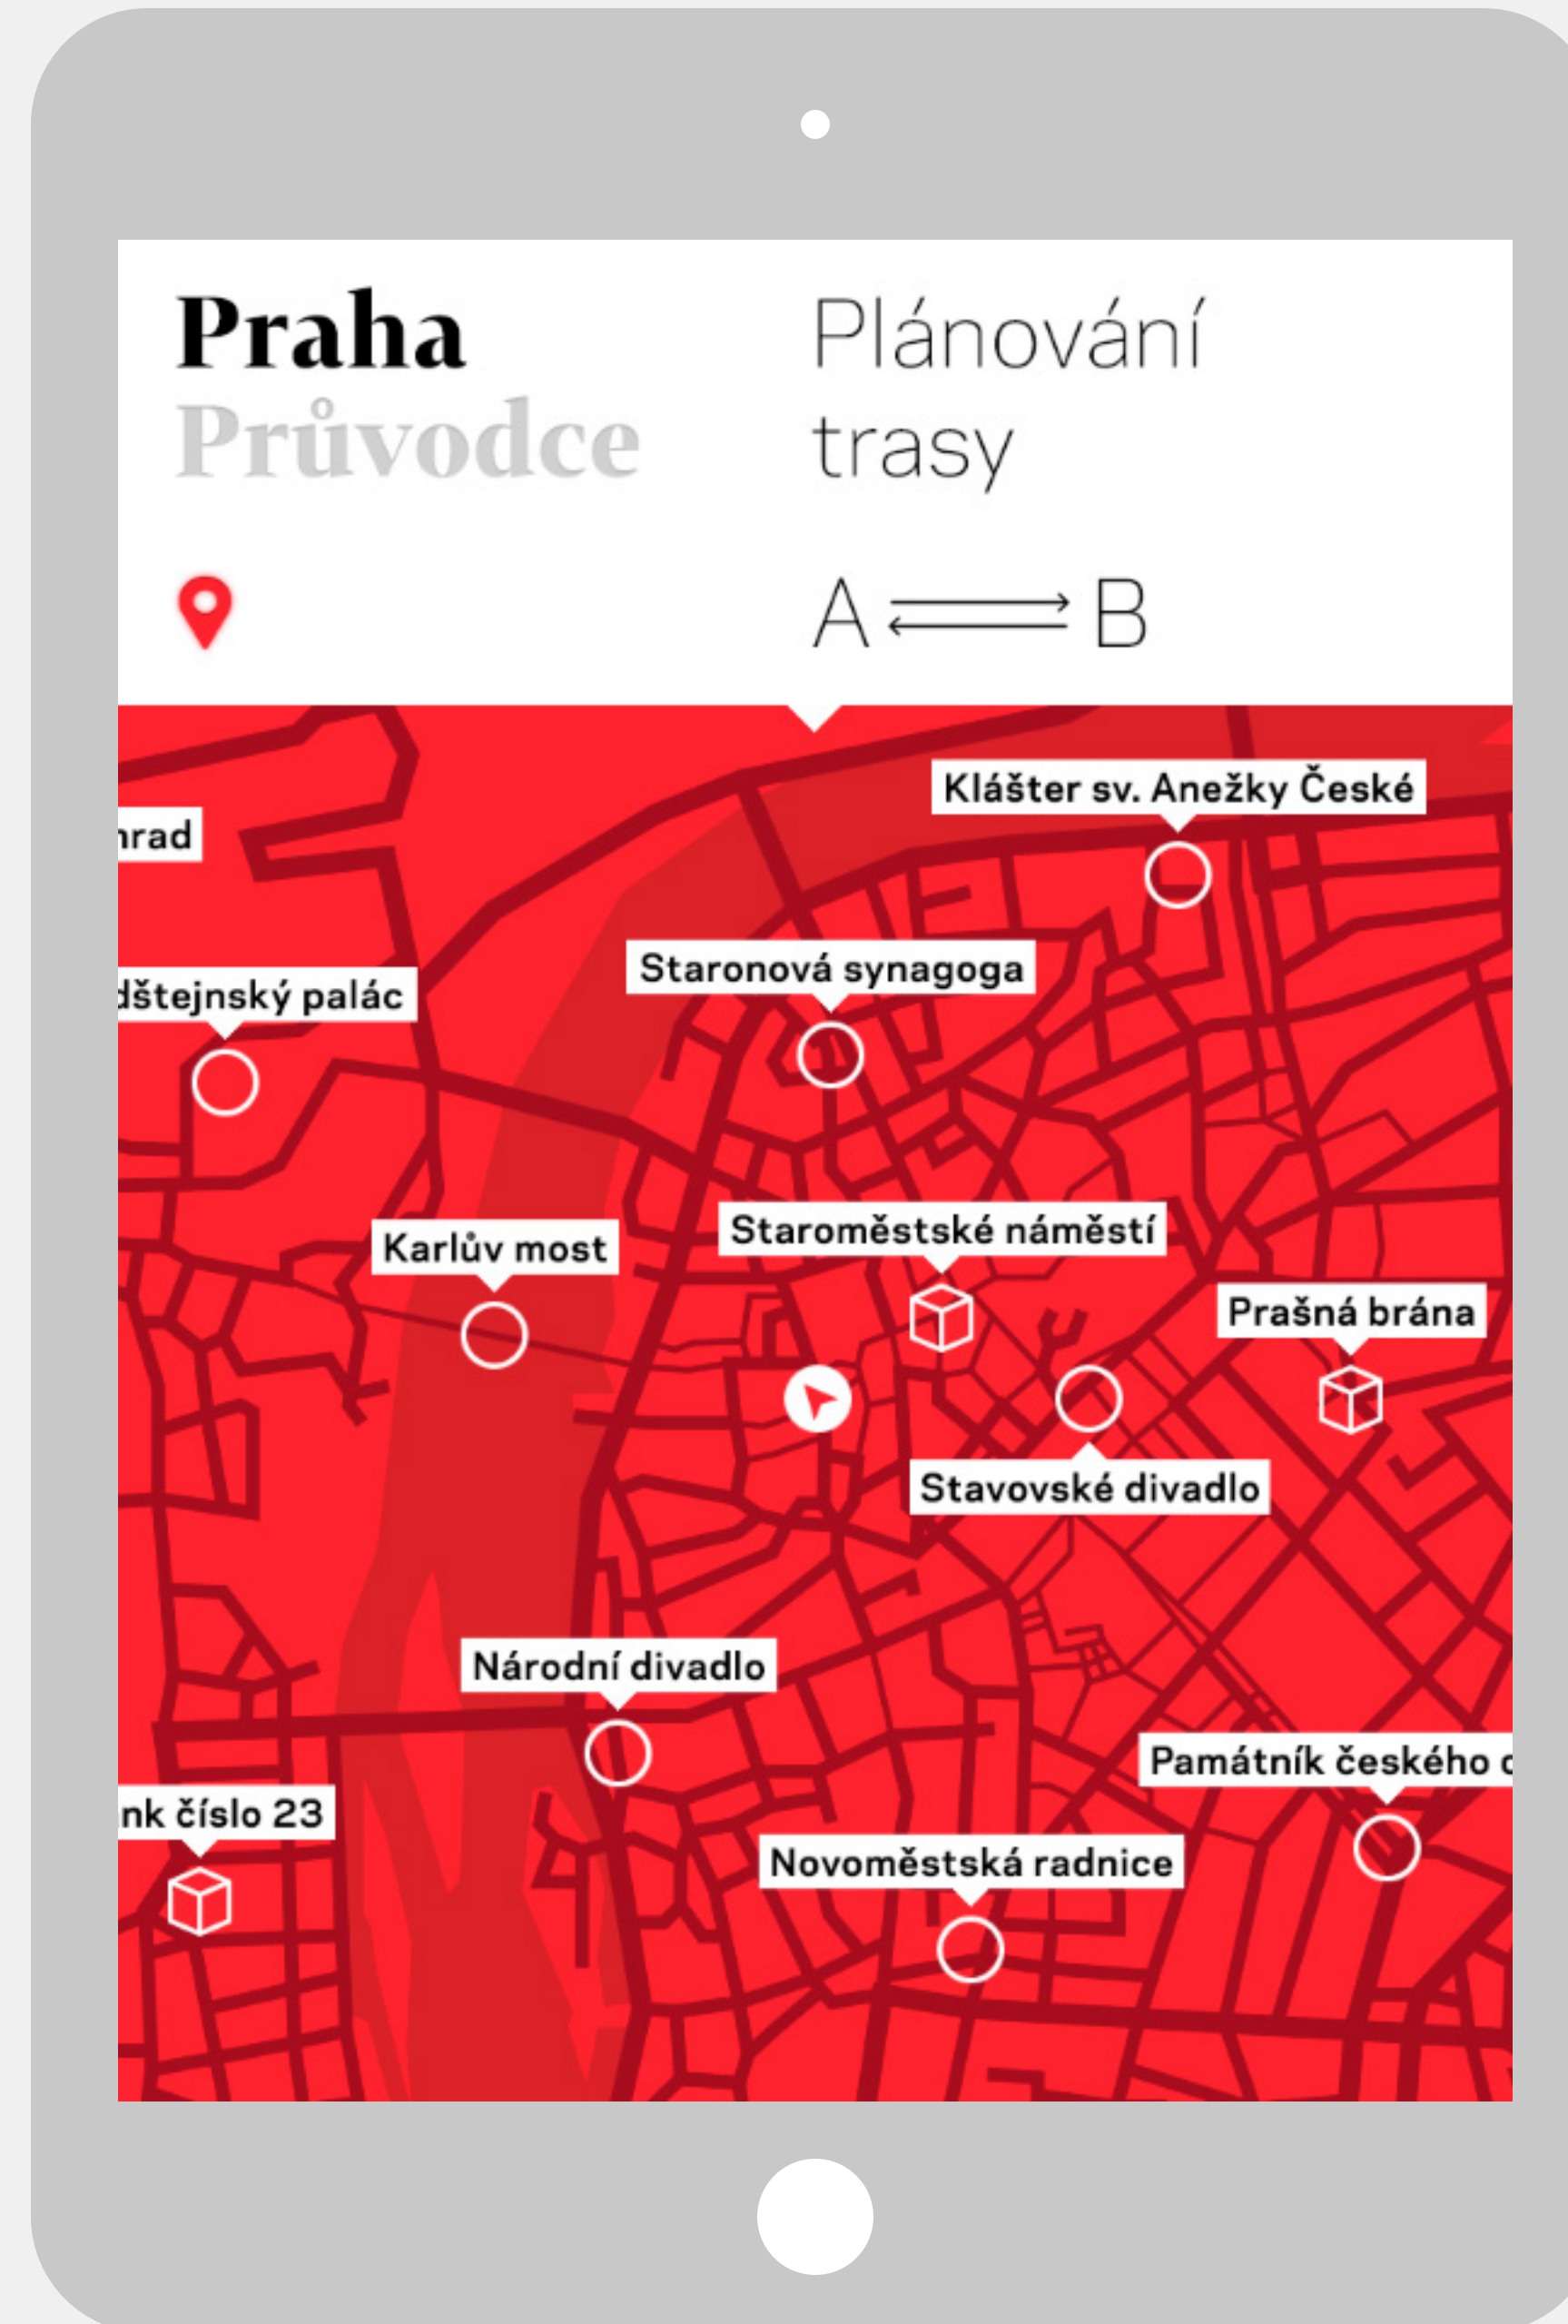 Praha
Průvodce
Plánování
trasy
A B
Klášter sv. Anežky České
hrad
Staronová synagoga
dštejnský palác
Staroměstské náměstí
Karlův most
Prašná brána
Stavovské divadlo
Národní divadlo
Památník českého
nk číslo 23
Novoměstská radnice